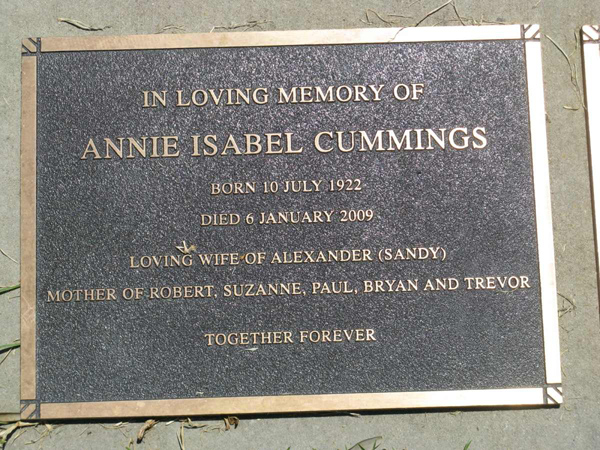 IN LOVING MEMORY OF
ANNIE ISABEL CUMMINGS
BORN 10 JULY 1922
DIED 6 JANUARY 2009
LOVING WIFE OF ALEXANDER (SANDY)
MOTHER OF ROBERT, SUZANNE, PAUL, BRYAN AND TREVOR
TOGETHER FOREVER